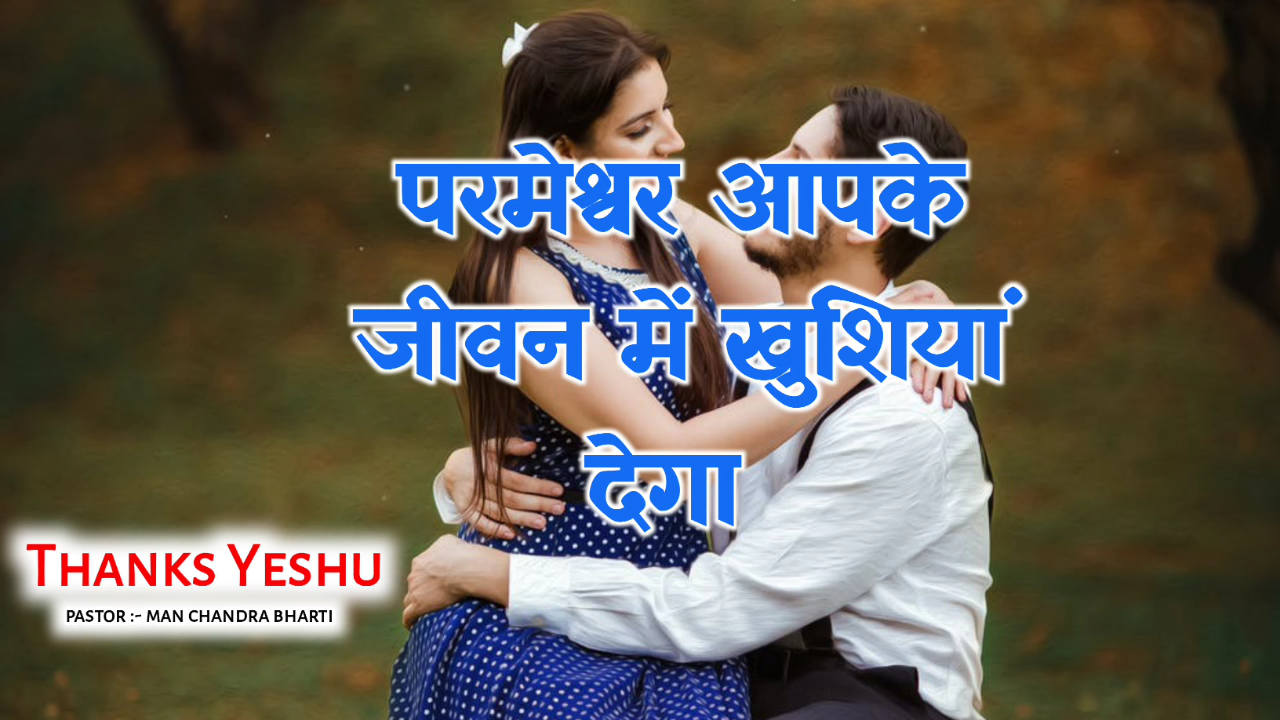 परमेश्वर आपके
जीवन में खुशियां
देगा
THANKS YESHU
PASTOR :- MAN CHANDRA BHARTI